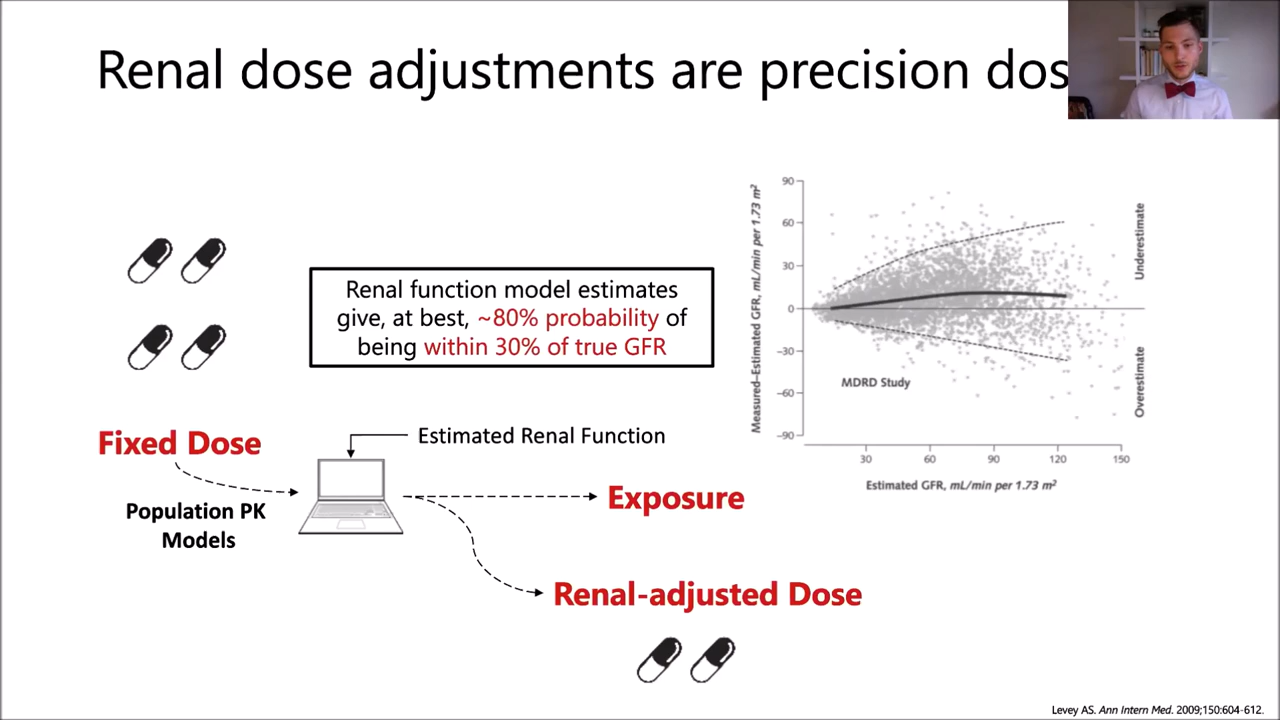 Renal dose adjustments are precision dos
Renal function model estimates
give, at best, ~80% probability of
being within 30% of true GFR
Fixed Dose
Population PK
Models
Estimated Renal Function
Exposure
Renal-adjusted Dose
Measured–Estimated GFR, mL/min per 1.73 m²
90
60
30
0
−30
−60
−90
MDRD Study
Underestimate
Overestimate
30
60
90
120
150
Estimated GFR, mL/min per 1.73 m²
Levey AS. Ann Intern Med. 2009;150:604-612.